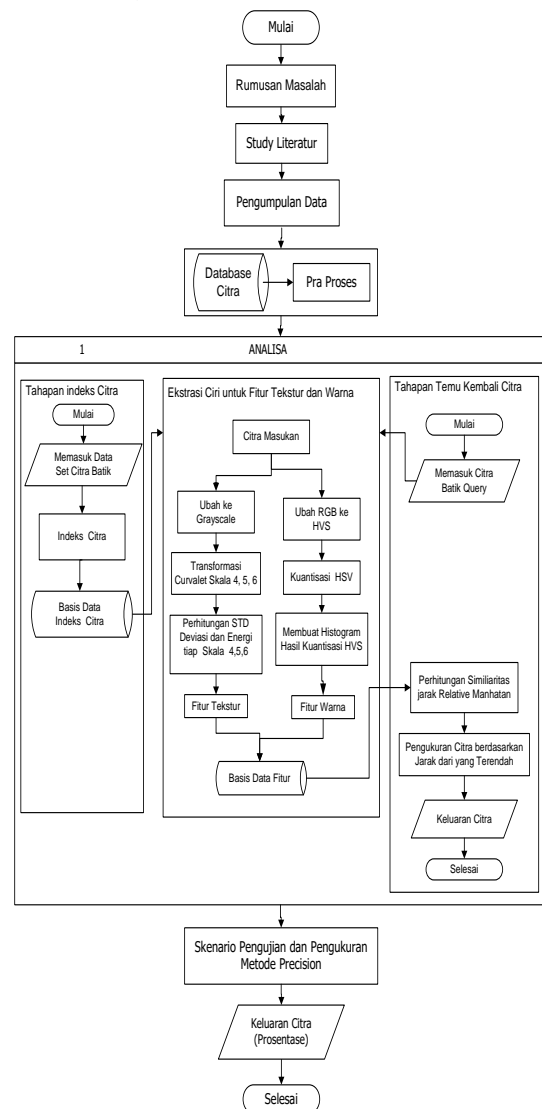 Mulai
Rumusan Masalah
Study Literatur
Pengumpulan Data
Database
Citra
Pra Proses
1
ANALISA
Tahapan indeks Citra
Mulai
Memasuk Data
Set Citra Batik
Indeks Citra
Basis Data
Indeks Citra
Ekstrasi Ciri untuk Fitur Tekstur dan Warna
Citra Masukan
Ubah ke
Grayscale
Transformasi
Curvalet Skala 4, 5, 6
Perhitungan STD
Deviasi dan Energi
tiap Skala 4,5,6
Fitur Tekstur
Ubah RGB ke
HVS
Kuantisasi HSV
Membuat Histogram
Hasil Kuantisasi HVS
Fitur Warna
Basis Data Fitur
Tahapan Temu Kembali Citra
Mulai
Memasuk Citra
Batik Query
Perhitungan Similiaritas
jarak Relative Manhatan
Pengukuran Citra berdasarkan
Jarak dari yang Terendah
Keluaran Citra
Selesai
Skenario Pengujian dan Pengukuran
Metode Precision
Keluaran Citra
(Prosentase)
Selesai